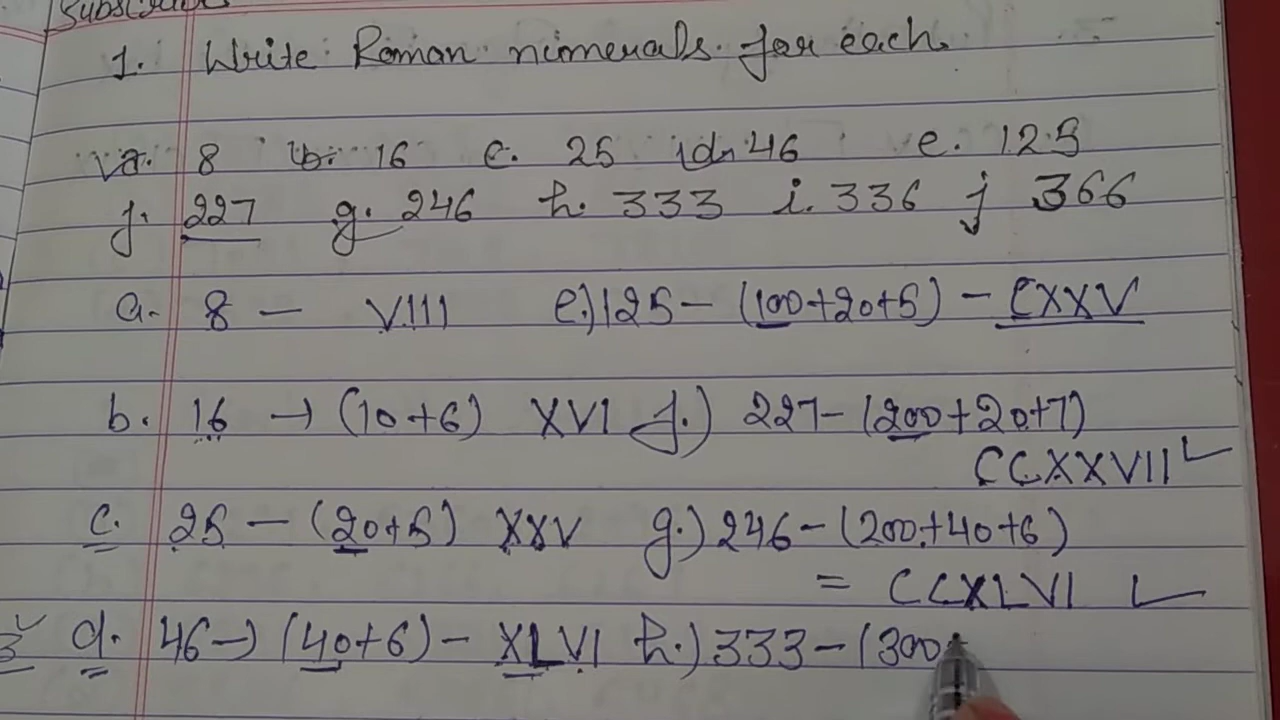 1. Write Roman numerals for each.
a. 8 b. 16 c. 25 d. 46 e. 125
f. 227 g. 246 h. 333 i. 336 j 366
a. 8 — VIII e.) 125 — (100+20+5) — CXXV
b. 16 → (10+6) XVI f.) 227 — (200+20+7)
CCXXVII
c. 25 — (20+5) XXV g.) 246 — (200+40+6)
= CCXLVI
d. 46 → (40+6) — XLVI h.) 333 — (300